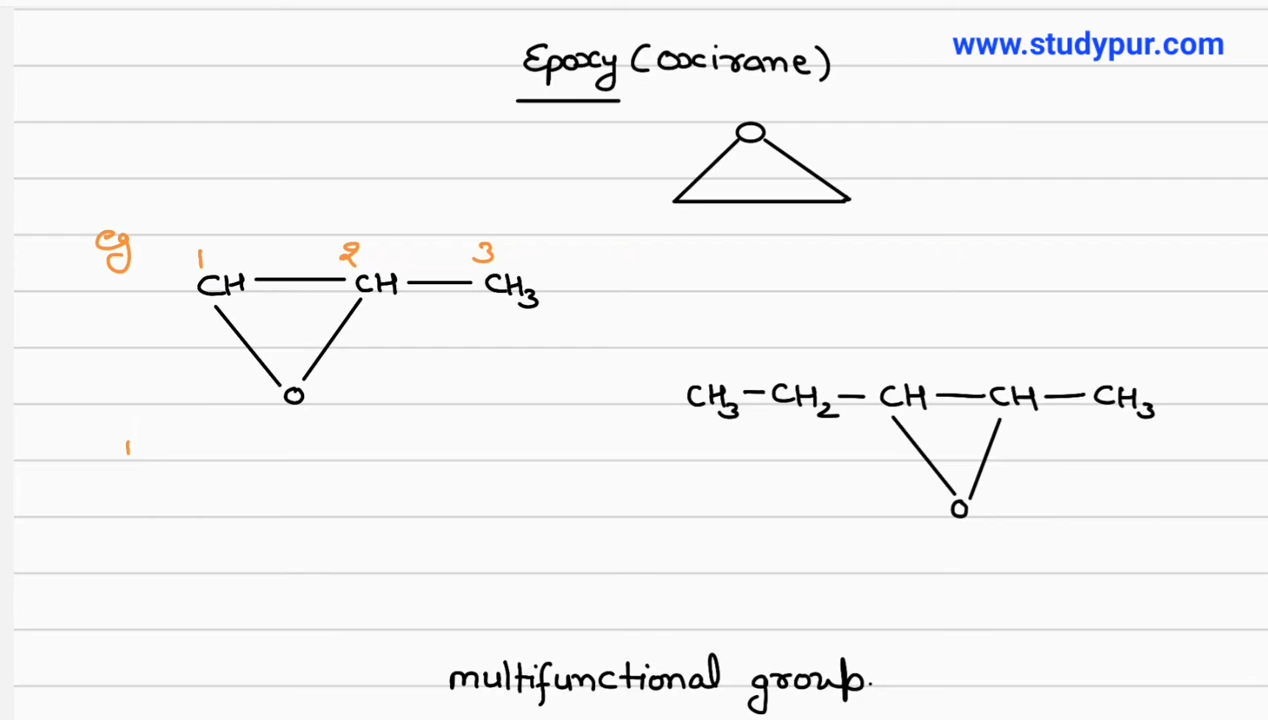 www.studypur.com
Epoxy (Oxirane)
O
eg
1 2 3
CH — CH — CH3
O
CH3 — CH2 — CH — CH — CH3
O
1
multifunctional group.